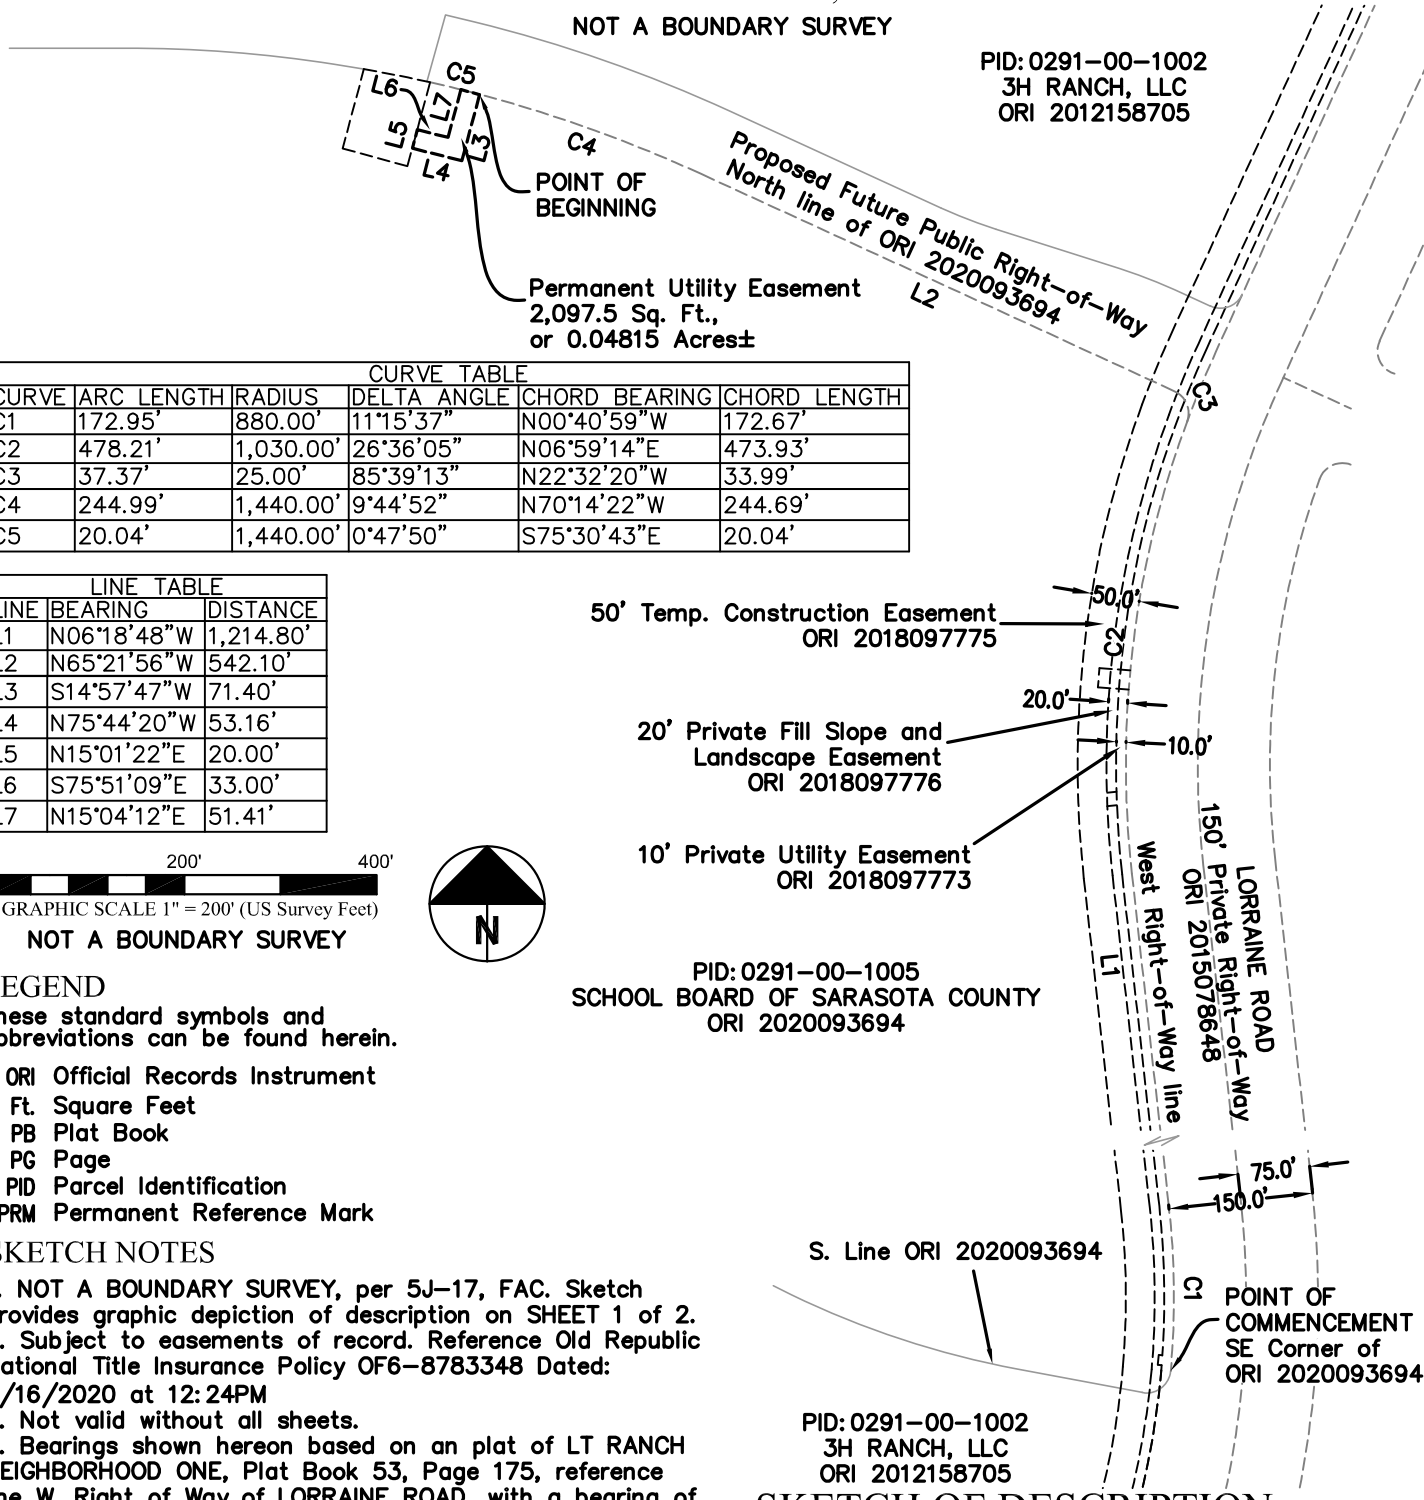 NOT A BOUNDARY SURVEY
PID: 0291-00-1002
3H RANCH, LLC
ORI 2012158705
C5
L6
L7
L5
L3
L4
C4
POINT OF
BEGINNING
Proposed Future Public Right-of-Way
North line of ORI 2020093694
L2
C3
Permanent Utility Easement
2,097.5 Sq. Ft.,
or 0.04815 Acres±
CURVE TABLE
CURVE ARC LENGTH RADIUS DELTA ANGLE CHORD BEARING CHORD LENGTH
C1 172.95' 880.00' 11°15'37" N00°40'59"W 172.67'
C2 478.21' 1,030.00' 26°36'05" N06°59'14"E 473.93'
C3 37.37' 25.00' 85°39'13" N22°32'20"W 33.99'
C4 244.99' 1,440.00' 9°44'52" N70°14'22"W 244.69'
C5 20.04' 1,440.00' 0°47'50" S75°30'43"E 20.04'
LINE TABLE
LINE BEARING DISTANCE
L1 N06°18'48"W 1,214.80'
L2 N65°21'56"W 542.10'
L3 S14°57'47"W 71.40'
L4 N75°44'20"W 53.16'
L5 N15°01'22"E 20.00'
L6 S75°51'09"E 33.00'
L7 N15°04'12"E 51.41'
50' Temp. Construction Easement
ORI 2018097775
50.0'
C2
20.0'
20' Private Fill Slope and
Landscape Easement
ORI 2018097776
10.0'
10' Private Utility Easement
ORI 2018097773
200' 400'
GRAPHIC SCALE 1" = 200' (US Survey Feet)
NOT A BOUNDARY SURVEY
N
L1
West Right-of-Way line
LORRAINE ROAD
150' Private Right-of-Way
ORI 2015078648
PID: 0291-00-1005
SCHOOL BOARD OF SARASOTA COUNTY
ORI 2020093694
EGEND
hese standard symbols and
bbreviations can be found herein.
ORI Official Records Instrument
Ft. Square Feet
PB Plat Book
PG Page
PID Parcel Identification
PRM Permanent Reference Mark
SKETCH NOTES
. NOT A BOUNDARY SURVEY, per 5J-17, FAC. Sketch
rovides graphic depiction of description on SHEET 1 of 2.
. Subject to easements of record. Reference Old Republic
ational Title Insurance Policy OF6-8783348 Dated:
/16/2020 at 12:24PM
. Not valid without all sheets.
. Bearings shown hereon based on an plat of LT RANCH
EIGHBORHOOD ONE, Plat Book 53, Page 175, reference
he W. Right of Way of LORRAINE ROAD, with a bearing of
75.0'
150.0'
S. Line ORI 2020093694
C1
POINT OF
COMMENCEMENT
SE Corner of
ORI 2020093694
PID: 0291-00-1002
3H RANCH, LLC
ORI 2012158705
SKETCH OF DESCRIPTION